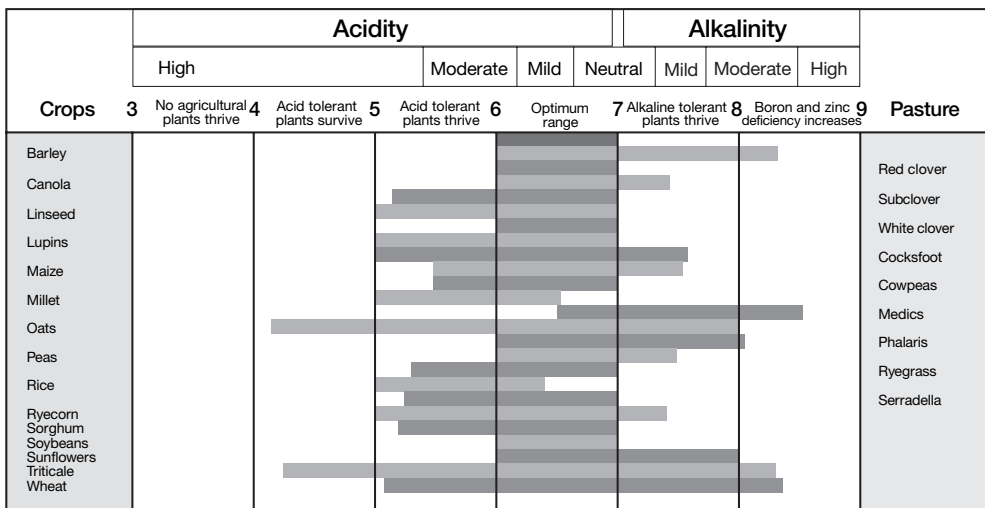 Acidity Alkalinity
High Moderate Mild Neutral Mild Moderate High
Crops 3 No agricultural 4 Acid tolerant 5 Acid tolerant 6 Optimum 7 Alkaline tolerant 8 Boron and zinc 9 Pasture
plants thrive plants survive plants thrive range plants thrive deficiency increases
Barley
Red clover
Canola
Subclover
Linseed
White clover
Lupins
Cocksfoot
Maize
Cowpeas
Millet
Medics
Oats
Phalaris
Peas
Ryegrass
Rice
Serradella
Ryecorn
Sorghum
Soybeans
Sunflowers
Triticale
Wheat